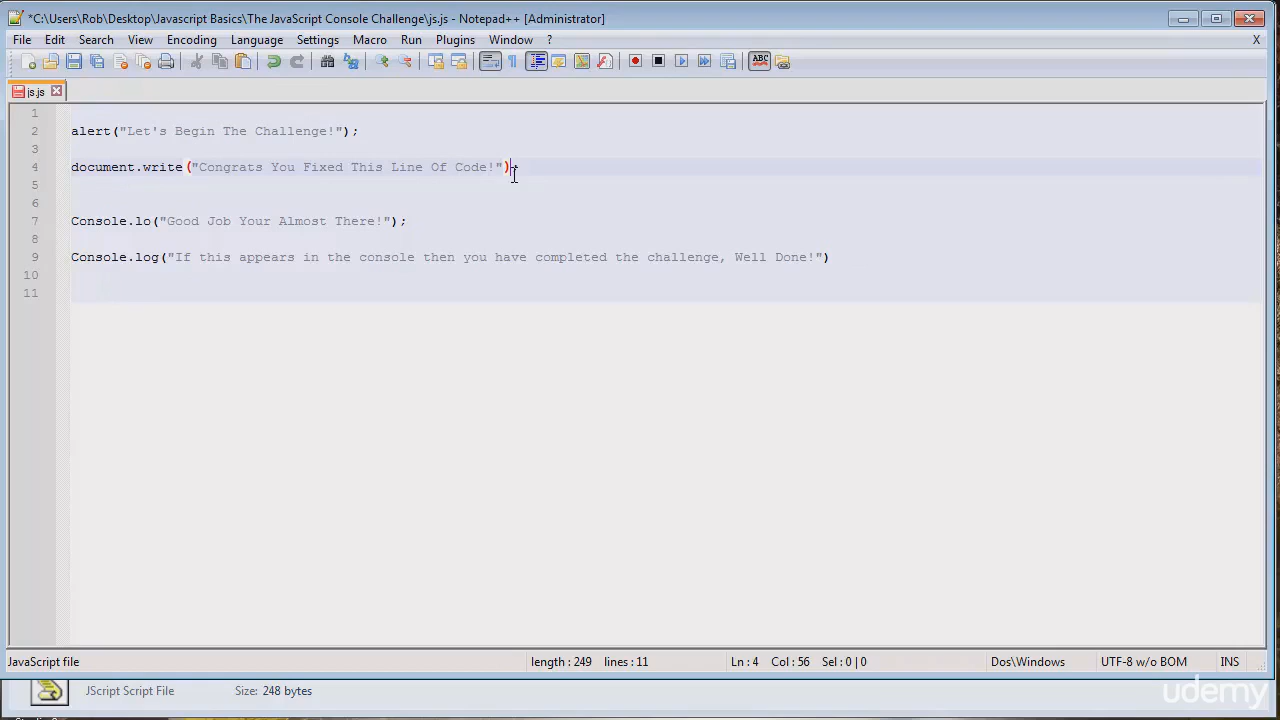 *C:\Users\Rob\Desktop\Javascript Basics\The JavaScript Console Challenge\js.js - Notepad++ [Administrator]
File Edit Search View Encoding Language Settings Macro Run Plugins Window ? X
ABC
js.js
1
2 alert("Let's Begin The Challenge!");
3
4 document.write("Congrats You Fixed This Line Of Code!")
5
6
7 Console.lo("Good Job Your Almost There!");
8
9 Console.log("If this appears in the console then you have completed the challenge, Well Done!")
10
11
JavaScript file length : 249 lines : 11 Ln : 4 Col : 56 Sel : 0 | 0 Dos\Windows UTF-8 w/o BOM INS
JScript Script File Size: 248 bytes
udemy